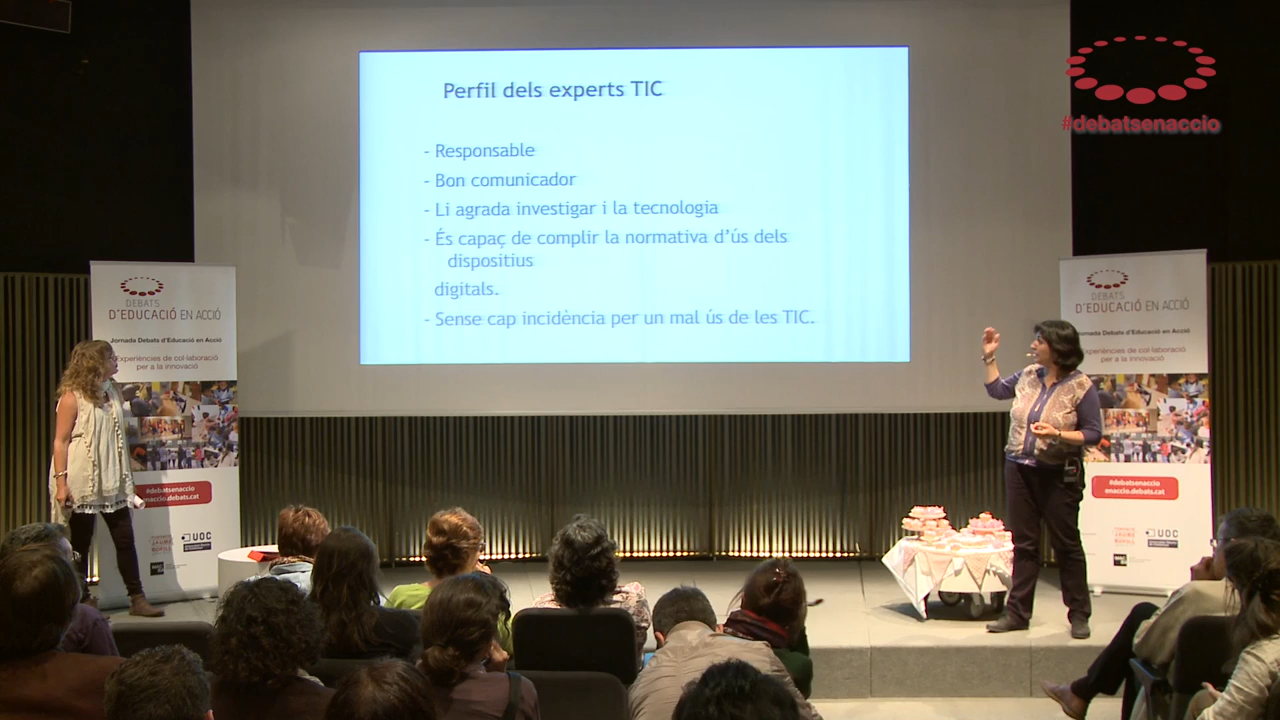 Perfil dels experts TIC
- Responsable
- Bon comunicador
- Li agrada investigar i la tecnologia
- És capaç de complir la normativa d'ús dels
dispositius
digitals.
- Sense cap incidència per un mal ús de les TIC.
#debatsenaccio
DEBATS
D'EDUCACIÓ EN ACCIÓ
Jornada Debats d'Educació en Acció
Experiències de col·laboració
per a la innovació
#debatsenaccio
enaccio.debats.cat
UOC
DEBATS
D'EDUCACIÓ EN ACCIÓ
Jornada Debats d'Educació en Acció
Experiències de col·laboració
per a la innovació
#debatsenaccio
enaccio.debats.cat
UOC